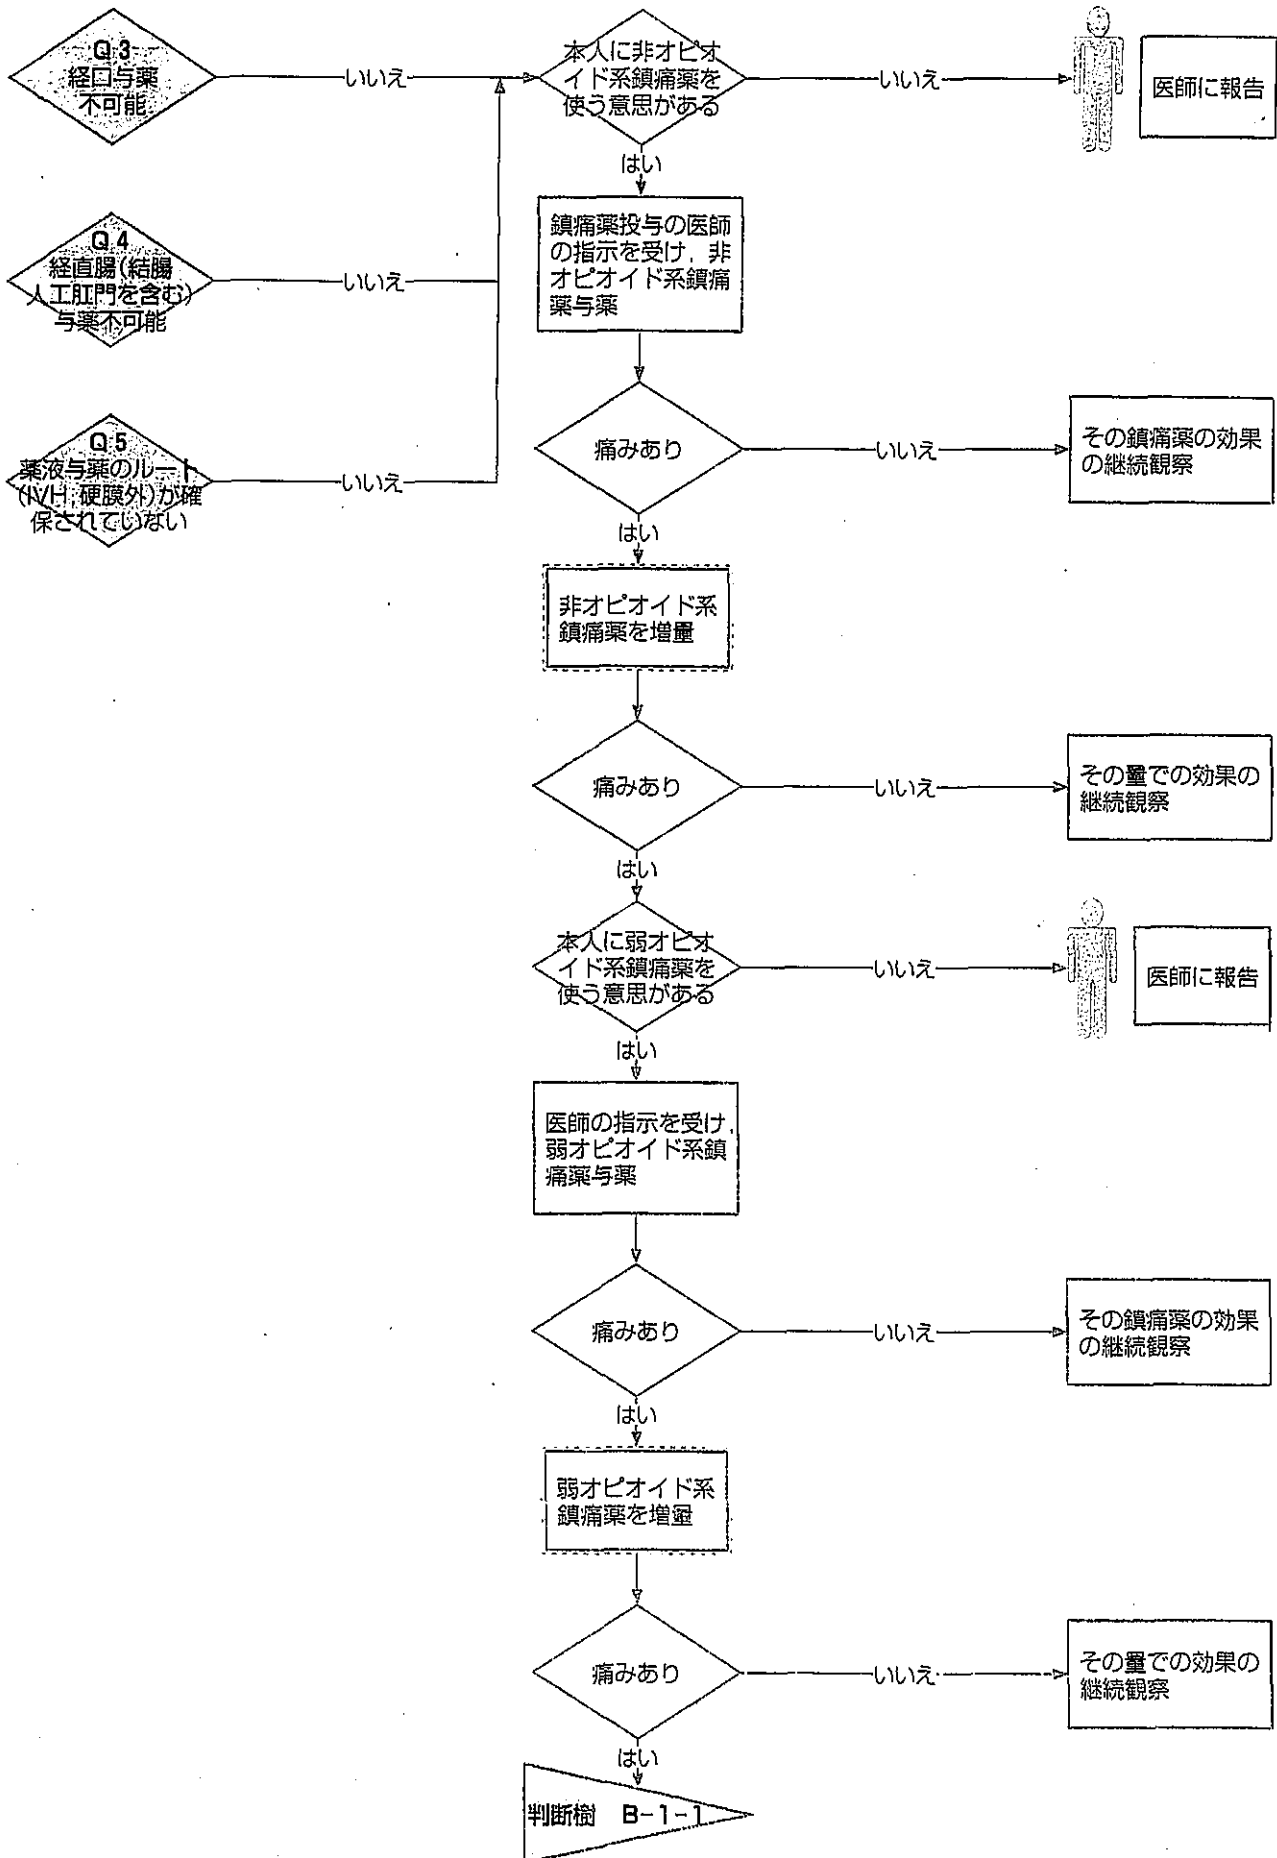 Q3
経口与薬
不可能
いいえ
本人に非オピオ
イド系鎮痛薬を
使う意思がある
いいえ
医師に報告
はい
鎮痛薬投与の医師
の指示を受け，非
オピオイド系鎮痛
薬与薬
Q4
経直腸(結腸
人工肛門を含む)
与薬不可能
いいえ
Q5
薬液与薬のルート
(IVH，硬膜外)が確
保されていない
いいえ
痛みあり
いいえ
その鎮痛薬の効果
の継続観察
はい
非オピオイド系
鎮痛薬を増量
痛みあり
いいえ
その量での効果の
継続観察
はい
本人に弱オピオ
イド系鎮痛薬を
使う意思がある
いいえ
医師に報告
はい
医師の指示を受け，
弱オピオイド系鎮
痛薬与薬
痛みあり
いいえ
その鎮痛薬の効果
の継続観察
はい
弱オピオイド系
鎮痛薬を増量
痛みあり
いいえ
その量での効果の
継続観察
はい
判断樹 B-1-1